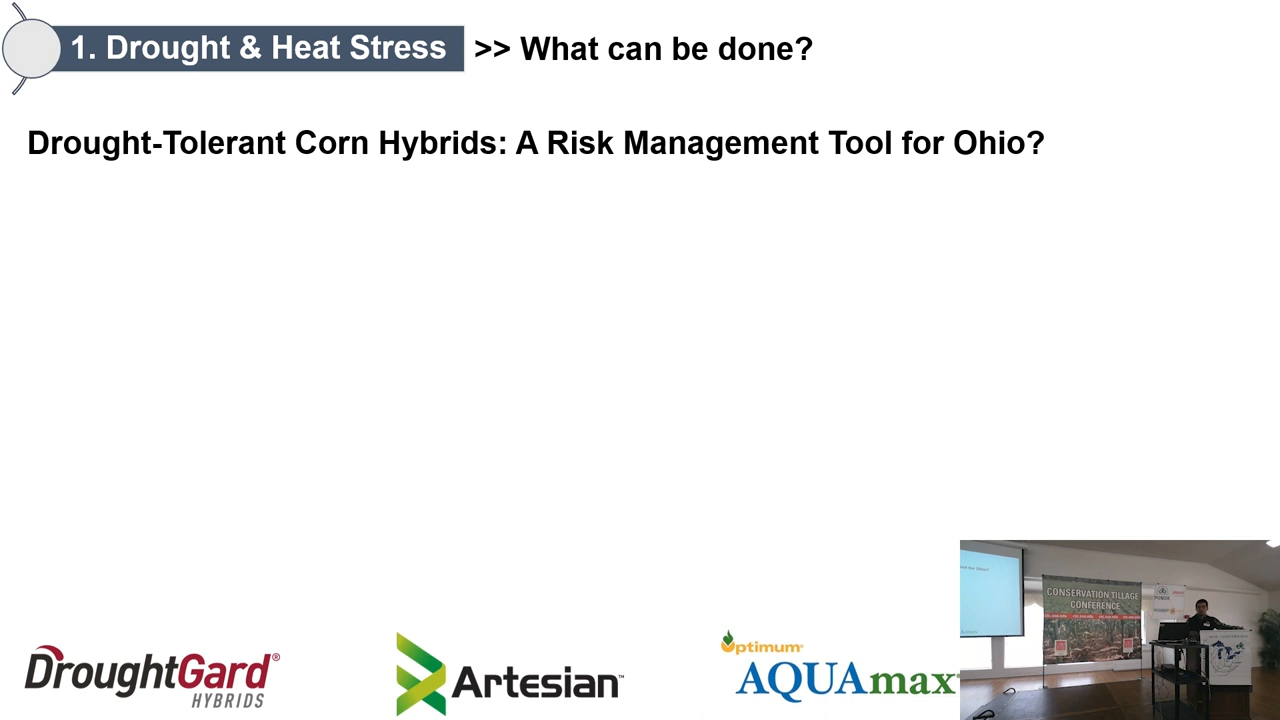 1. Drought & Heat Stress >> What can be done?
Drought-Tolerant Corn Hybrids: A Risk Management Tool for Ohio?
DroughtGard®
HYBRIDS
Artesian™
Optimum®
AQUAmax
CONSERVATION TILLAGE
CONFERENCE